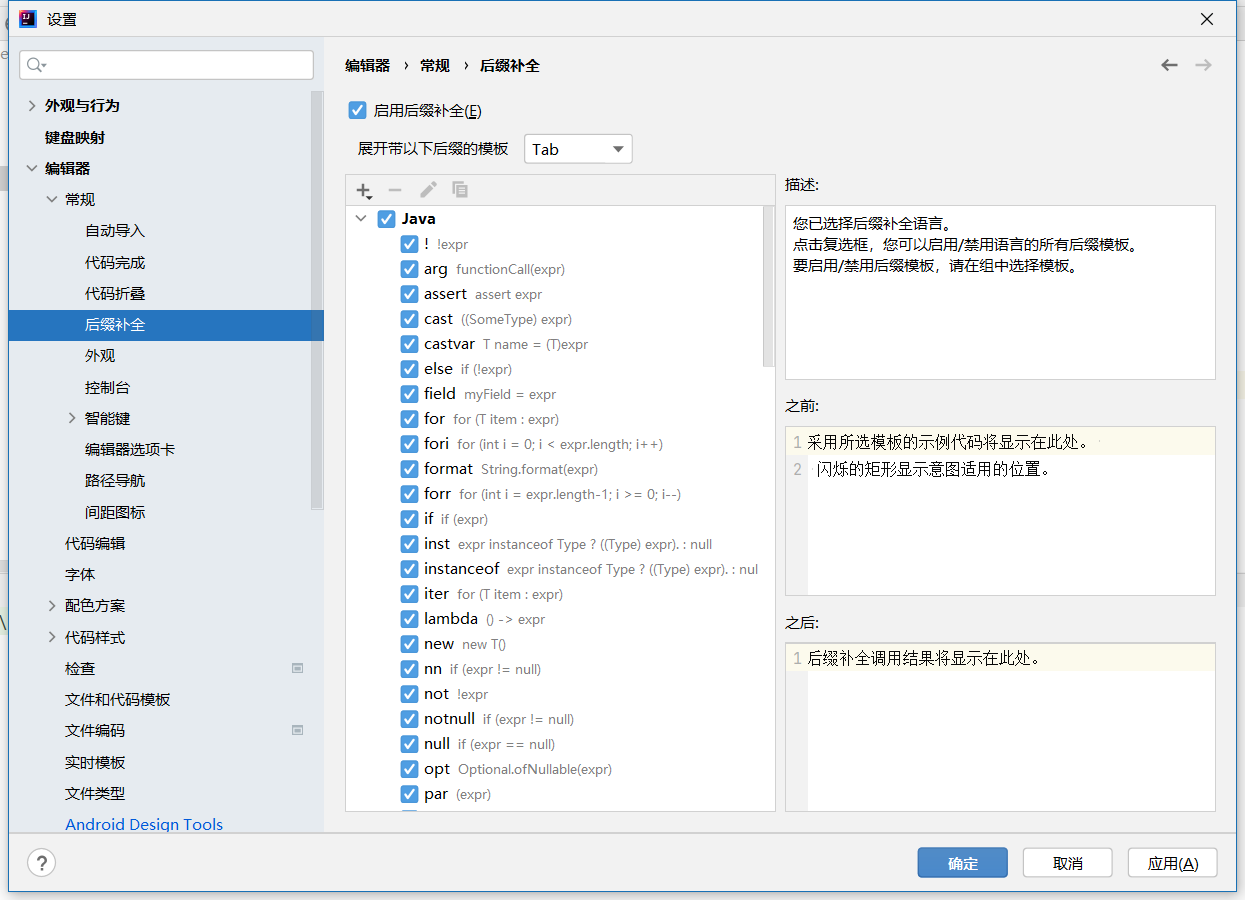 设置
外观与行为
键盘映射
编辑器
常规
自动导入
代码完成
代码折叠
后缀补全
外观
控制台
智能键
编辑器选项卡
路径导航
间距图标
代码编辑
字体
配色方案
代码样式
检查
文件和代码模板
文件编码
实时模板
文件类型
Android Design Tools
编辑器 › 常规 › 后缀补全
启用后缀补全(E)
展开带以下后缀的模板 Tab
Java
! !expr
arg functionCall(expr)
assert assert expr
cast ((SomeType) expr)
castvar T name = (T)expr
else if (!expr)
field myField = expr
for for (T item : expr)
fori for (int i = 0; i < expr.length; i++)
format String.format(expr)
forr for (int i = expr.length-1; i >= 0; i--)
if if (expr)
inst expr instanceof Type ? ((Type) expr). : null
instanceof expr instanceof Type ? ((Type) expr). : nul
iter for (T item : expr)
lambda () -> expr
new new T()
nn if (expr != null)
not !expr
notnull if (expr != null)
null if (expr == null)
opt Optional.ofNullable(expr)
par (expr)
描述:
您已选择后缀补全语言。
点击复选框，您可以启用/禁用语言的所有后缀模板。
要启用/禁用后缀模板，请在组中选择模板。
之前:
1 采用所选模板的示例代码将显示在此处。
2 闪烁的矩形显示意图适用的位置。
之后:
1 后缀补全调用结果将显示在此处。
?
确定
取消
应用(A)